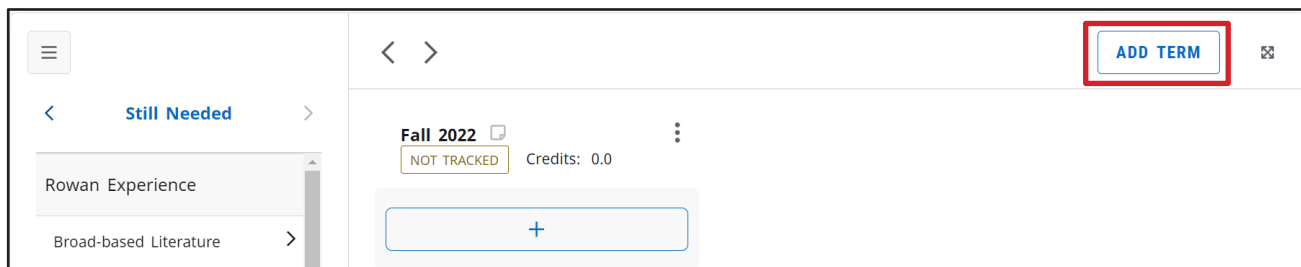 ADD TERM
Still Needed
Fall 2022
NOT TRACKED Credits: 0.0
Rowan Experience
+
Broad-based Literature